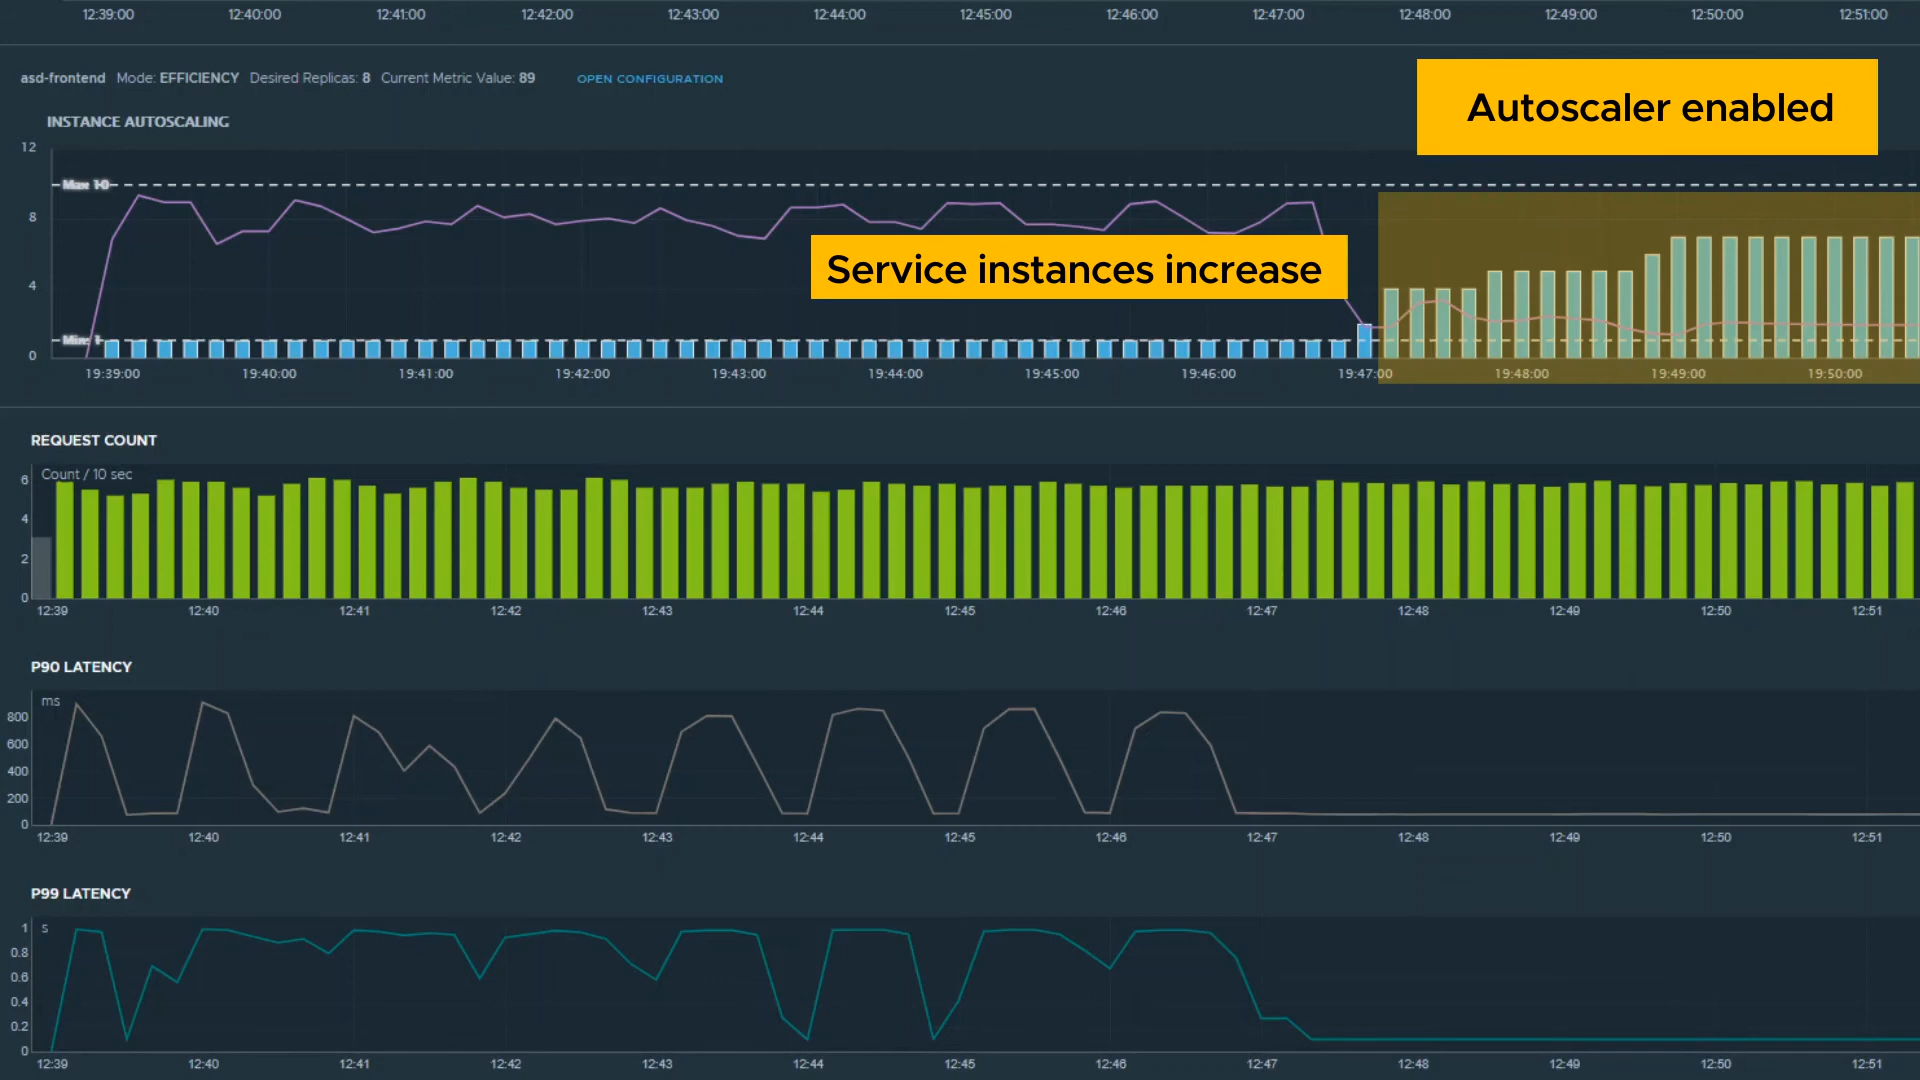 12:39:00 12:40:00 12:41:00 12:42:00 12:43:00 12:44:00 12:45:00 12:46:00 12:47:00 12:48:00 12:49:00 12:50:00 12:51:00
asd-frontend Mode: EFFICIENCY Desired Replicas: 8 Current Metric Value: 89 OPEN CONFIGURATION
Autoscaler enabled
INSTANCE AUTOSCALING
12
Max 10
8
Service instances increase
4
Min: 1
0
19:39:00 19:40:00 19:41:00 19:42:00 19:43:00 19:44:00 19:45:00 19:46:00 19:47:00 19:48:00 19:49:00 19:50:00
REQUEST COUNT
Count / 10 sec
6
4
2
0
12:39 12:40 12:41 12:42 12:43 12:44 12:45 12:46 12:47 12:48 12:49 12:50 12:51
P90 LATENCY
ms
800
600
400
200
0
12:39 12:40 12:41 12:42 12:43 12:44 12:45 12:46 12:47 12:48 12:49 12:50 12:51
P99 LATENCY
1 s
0.8
0.6
0.4
0.2
0
12:39 12:40 12:41 12:42 12:43 12:44 12:45 12:46 12:47 12:48 12:49 12:50 12:51